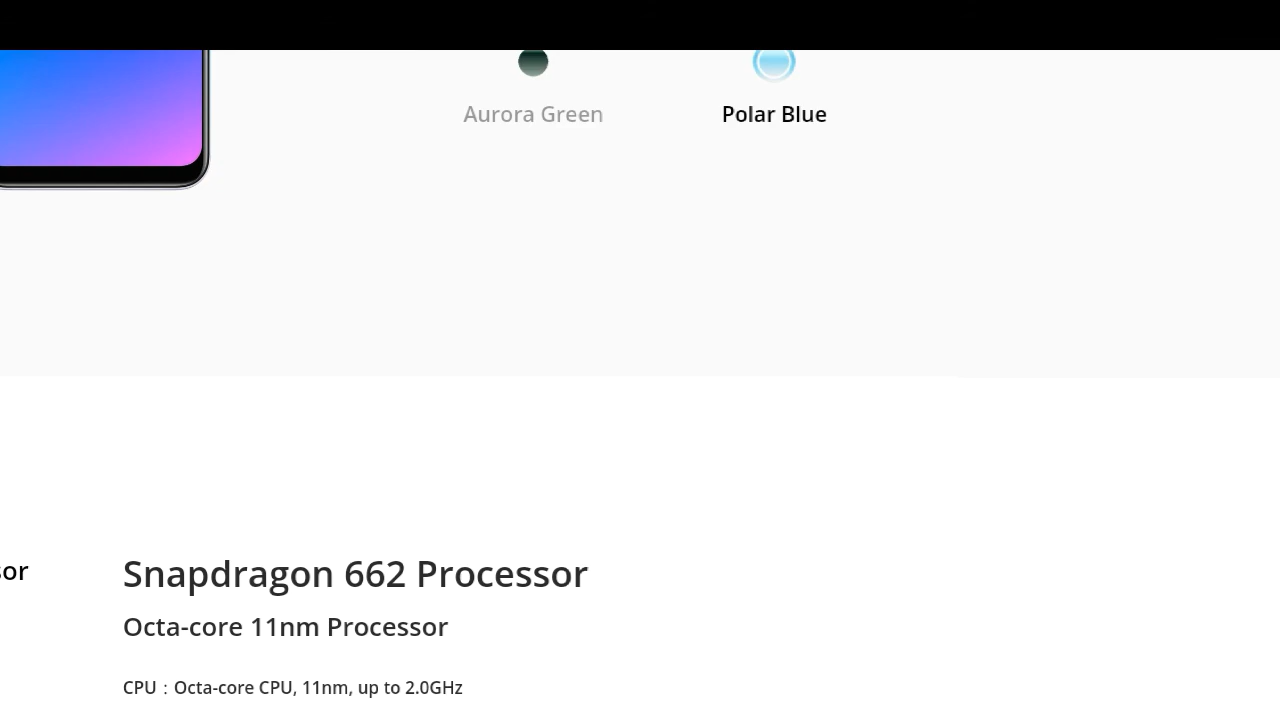 Aurora Green
Polar Blue
sor
Snapdragon 662 Processor
Octa-core 11nm Processor
CPU : Octa-core CPU, 11nm, up to 2.0GHz